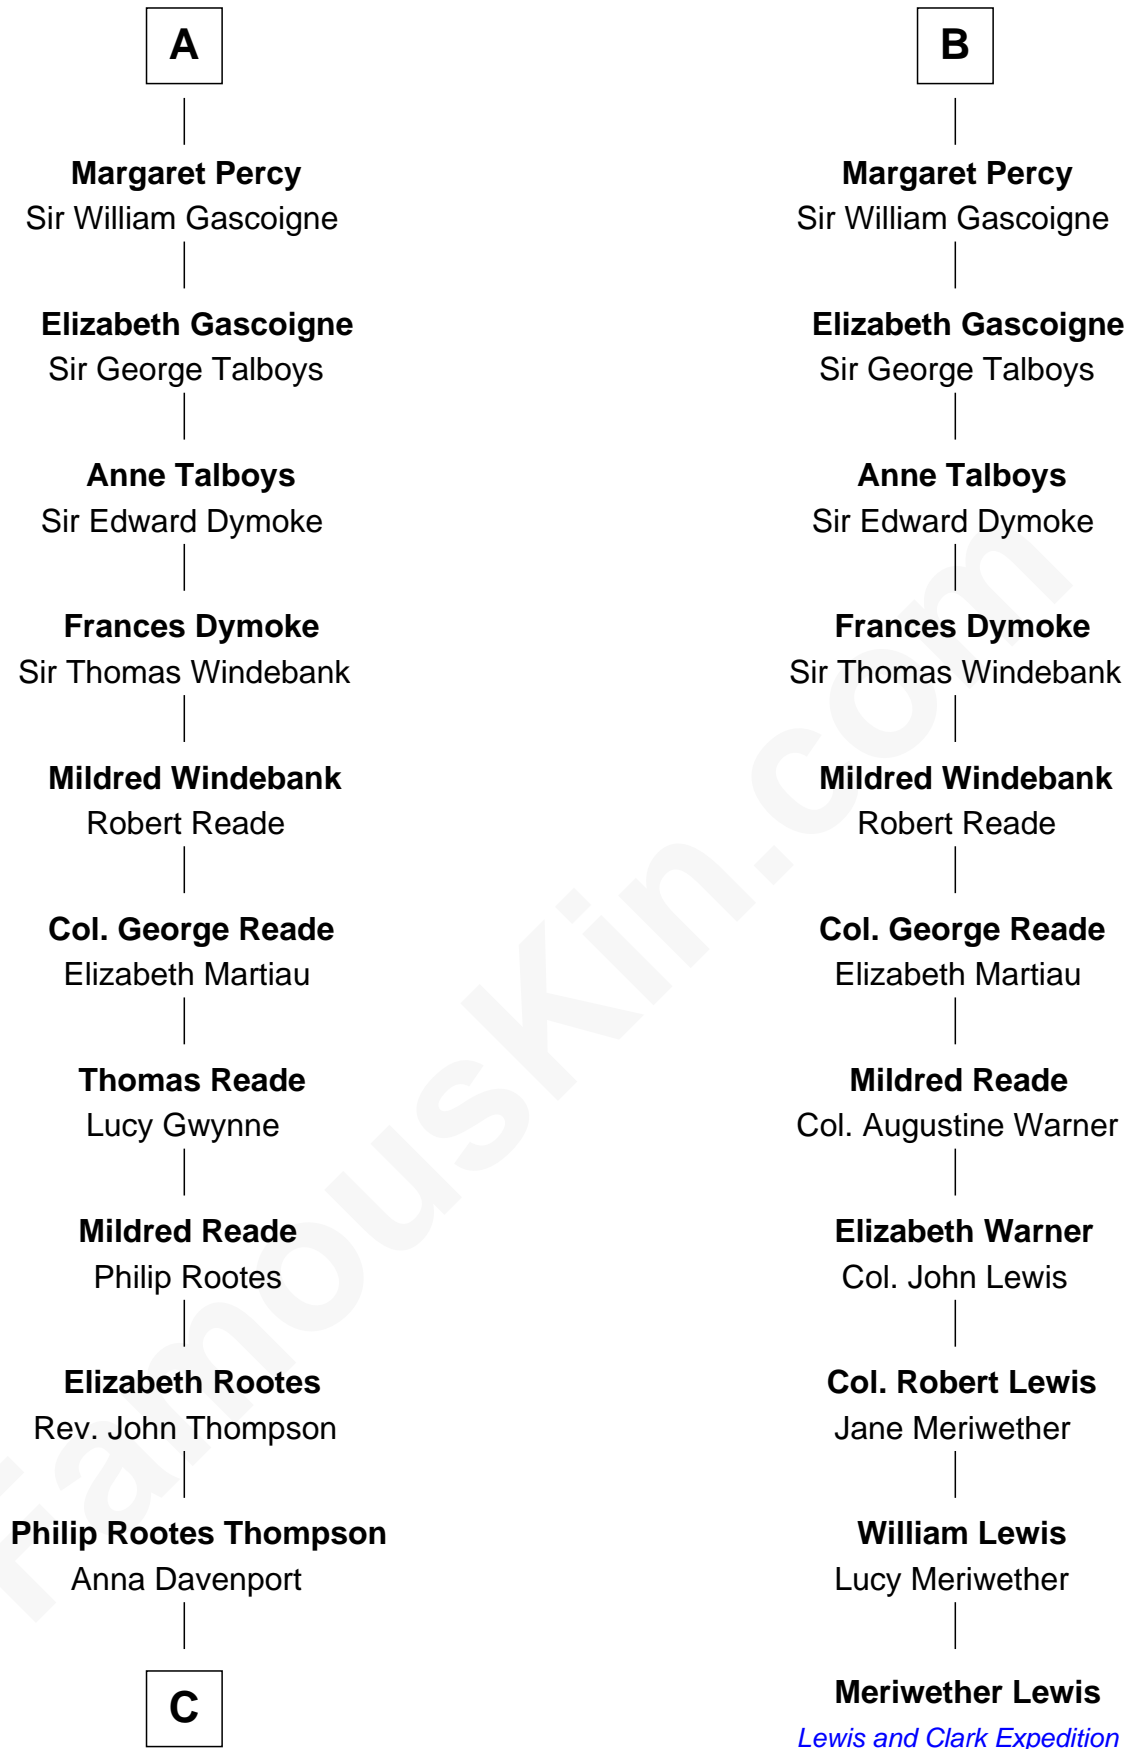 A
Margaret Percy
Sir William Gascoigne
Elizabeth Gascoigne
Sir George Talboys
Anne Talboys
Sir Edward Dymoke
Frances Dymoke
Sir Thomas Windebank
Mildred Windebank
Robert Reade
Col. George Reade
Elizabeth Martiau
Thomas Reade
Lucy Gwynne
Mildred Reade
Philip Rootes
Elizabeth Rootes
Rev. John Thompson
Philip Rootes Thompson
Anna Davenport
C
B
Margaret Percy
Sir William Gascoigne
Elizabeth Gascoigne
Sir George Talboys
Anne Talboys
Sir Edward Dymoke
Frances Dymoke
Sir Thomas Windebank
Mildred Windebank
Robert Reade
Col. George Reade
Elizabeth Martiau
Mildred Reade
Col. Augustine Warner
Elizabeth Warner
Col. John Lewis
Col. Robert Lewis
Jane Meriwether
William Lewis
Lucy Meriwether
Meriwether Lewis
Lewis and Clark Expedition
FamousKin.com